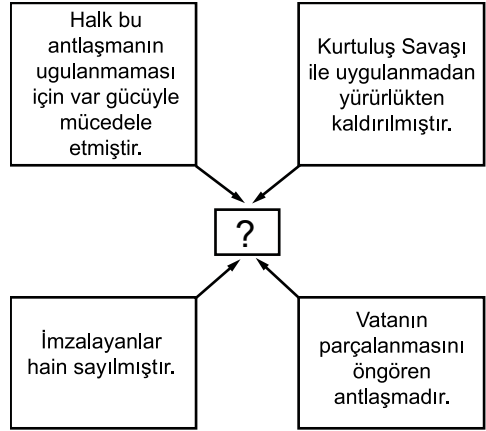 Halk bu
antlaşmanın
ugulanmaması
için var gücüyle
mücedele
etmiştir.
Kurtuluş Savaşı
ile uygulanmadan
yürürlükten
kaldırılmıştır.
?
İmzalayanlar
hain sayılmıştır.
Vatanın
parçalanmasını
öngören
antlaşmadır.